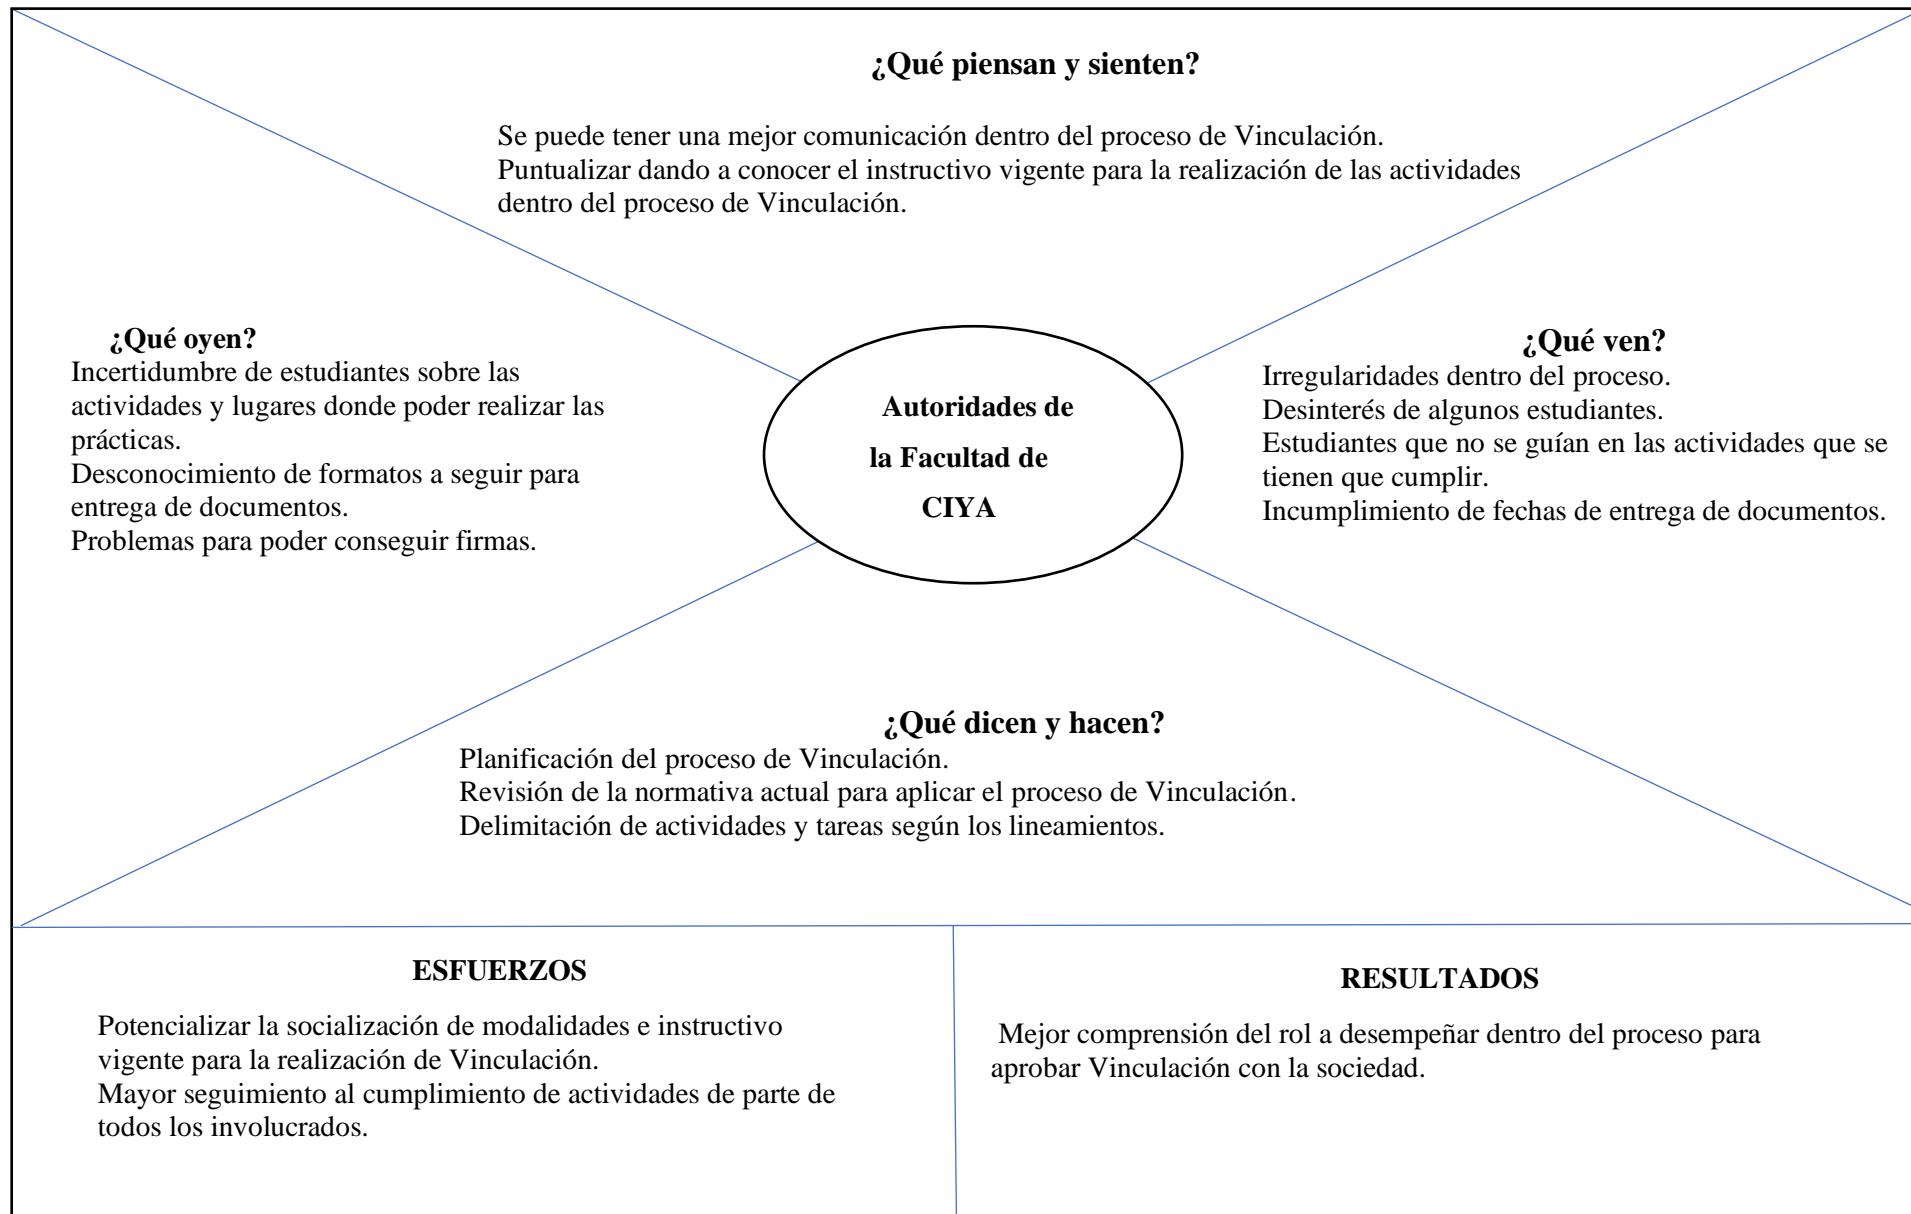 ¿Qué piensan y sienten?
Se puede tener una mejor comunicación dentro del proceso de Vinculación.
Puntualizar dando a conocer el instructivo vigente para la realización de las actividades
dentro del proceso de Vinculación.
¿Qué oyen?
Incertidumbre de estudiantes sobre las
actividades y lugares donde poder realizar las
prácticas.
Desconocimiento de formatos a seguir para
entrega de documentos.
Problemas para poder conseguir firmas.
Autoridades de
la Facultad de
CIYA
¿Qué ven?
Irregularidades dentro del proceso.
Desinterés de algunos estudiantes.
Estudiantes que no se guían en las actividades que se
tienen que cumplir.
Incumplimiento de fechas de entrega de documentos.
¿Qué dicen y hacen?
Planificación del proceso de Vinculación.
Revisión de la normativa actual para aplicar el proceso de Vinculación.
Delimitación de actividades y tareas según los lineamientos.
ESFUERZOS
Potencializar la socialización de modalidades e instructivo
vigente para la realización de Vinculación.
Mayor seguimiento al cumplimiento de actividades de parte de
todos los involucrados.
RESULTADOS
Mejor comprensión del rol a desempeñar dentro del proceso para
aprobar Vinculación con la sociedad.